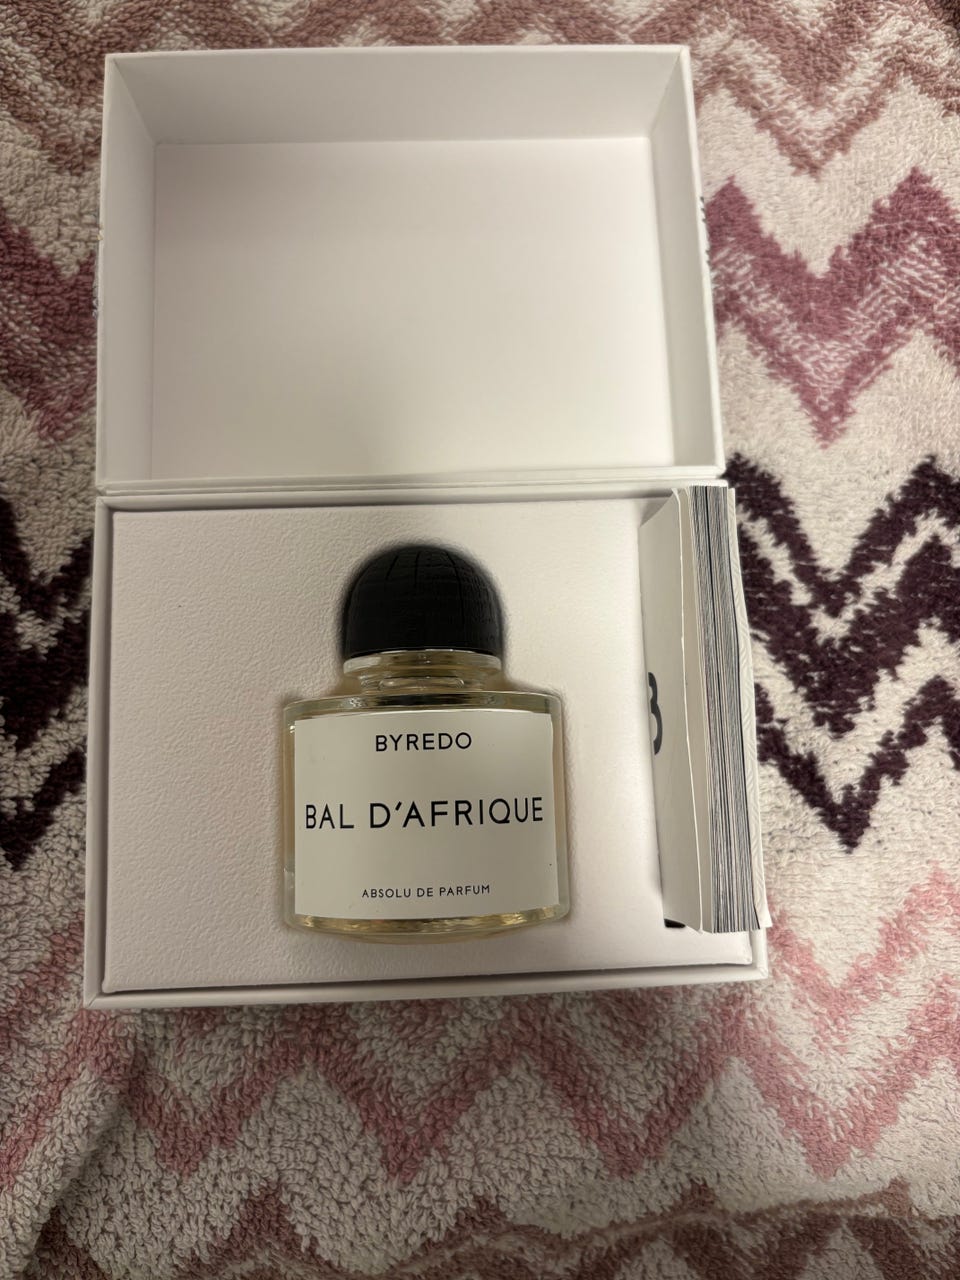 BYREDO
BAL D'AFRIQUE
ABSOLU DE PARFUM